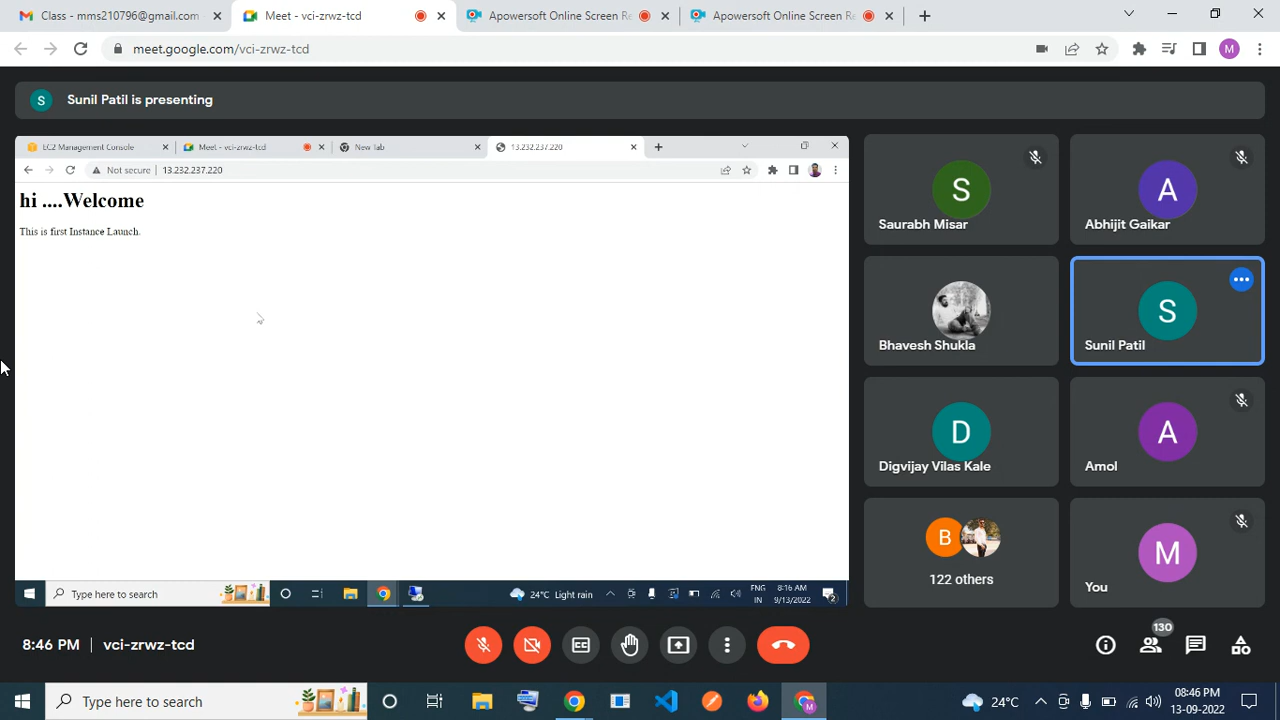 Class - mms210796@gmail.com
Meet - vci-zrwz-tcd
Apowersoft Online Screen Re
Apowersoft Online Screen Re
meet.google.com/vci-zrwz-tcd
M
S
Sunil Patil is presenting
EC2 Management Console
Meet - vci-zrwz-tcd
New Tab
13.232.237.220
Not secure
13.232.237.220
hi ....Welcome
This is first Instance Launch.
Type here to search
24°C Light rain
ENG
IN
8:16 AM
9/13/2022
2
S
Saurabh Misar
A
Abhijit Gaikar
Bhavesh Shukla
S
Sunil Patil
D
Digvijay Vilas Kale
A
Amol
B
122 others
M
You
8:46 PM | vci-zrwz-tcd
CC
130
Type here to search
M
24°C
08:46 PM
13-09-2022